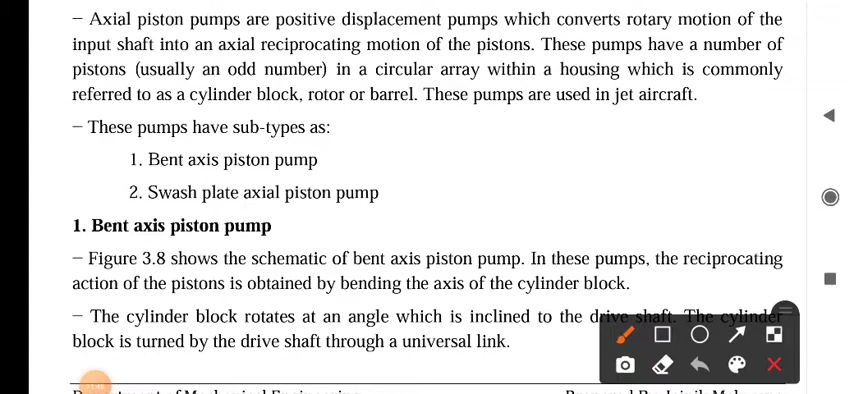 – Axial piston pumps are positive displacement pumps which converts rotary motion of the
input shaft into an axial reciprocating motion of the pistons. These pumps have a number of
pistons (usually an odd number) in a circular array within a housing which is commonly
referred to as a cylinder block, rotor or barrel. These pumps are used in jet aircraft.
– These pumps have sub-types as:
1. Bent axis piston pump
2. Swash plate axial piston pump
1. Bent axis piston pump
– Figure 3.8 shows the schematic of bent axis piston pump. In these pumps, the reciprocating
action of the pistons is obtained by bending the axis of the cylinder block.
– The cylinder block rotates at an angle which is inclined to the drive shaft. The cylinder
block is turned by the drive shaft through a universal link.